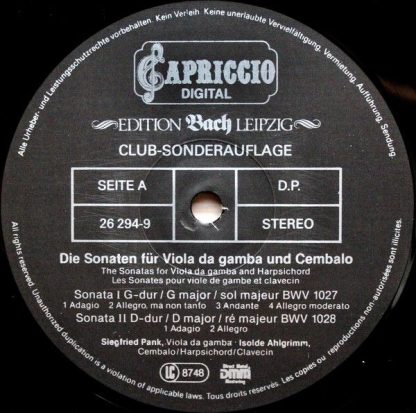 Alle Urheber- und Leistungsschutzrechte vorbehalten. Kein Verleih. Keine unerlaubte Vervielfältigung, Vermietung, Aufführung, Sendung
CAPRICCIO
DIGITAL
EDITION Bach LEIPZIG
CLUB-SONDERAUFLAGE
SEITE A
D.P.
26 294-9
STEREO
Die Sonaten für Viola da gamba und Cembalo
The Sonatas for Viola da gamba and Harpsichord
Les Sonates pour viole de gambe et clavecin
Sonata I G-dur / G major / sol majeur BWV 1027
1 Adagio 2 Allegro, ma non tanfo 3 Andante 4 Allegro moderato
Sonata II D-dur / D major / ré majeur BWV 1028
1 Adagio 2 Allegro
Siegfried Pank, Viola da gamba · Isolde Ahlgrimm,
Cembalo/Harpsichord/Clavecin
LC 8748
Direct Metal
DMM
Mastering
All rights reserved. Unauthorized duplication is a violation of applicable laws. Tous droits réservés. Les copies ou reproductions non autorisées sont illicites.